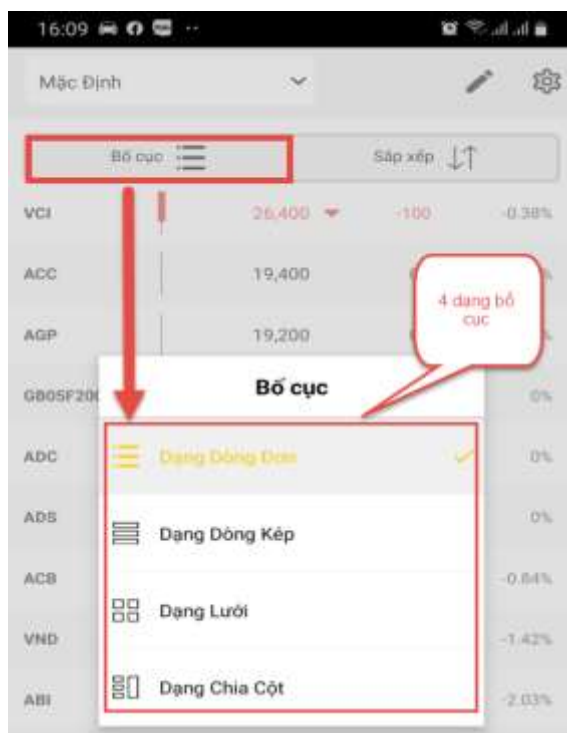 16:09
Mặc Định
Bố cục
Sắp xếp
VCI 26,400 -100 -0.38%
ACC 19,400
4 dạng bố
cục
AGP 19,200
Bố cục
GB05F200 0%
ADC Dạng Dòng Đơn 0%
ADS 0%
Dạng Dòng Kép
ACB -0.84%
Dạng Lưới
VND -1.42%
Dạng Chia Cột
ABI -2.03%